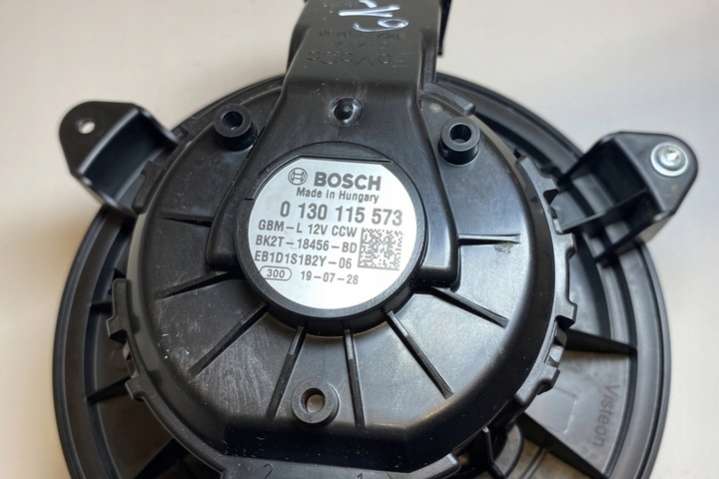 BOSCH
Made in Hungary
0 130 115 573
GBM-L 12V CCW
BK2T-18456-BD
EB1D1S1B2Y-06
300 19-07-28
Visteon